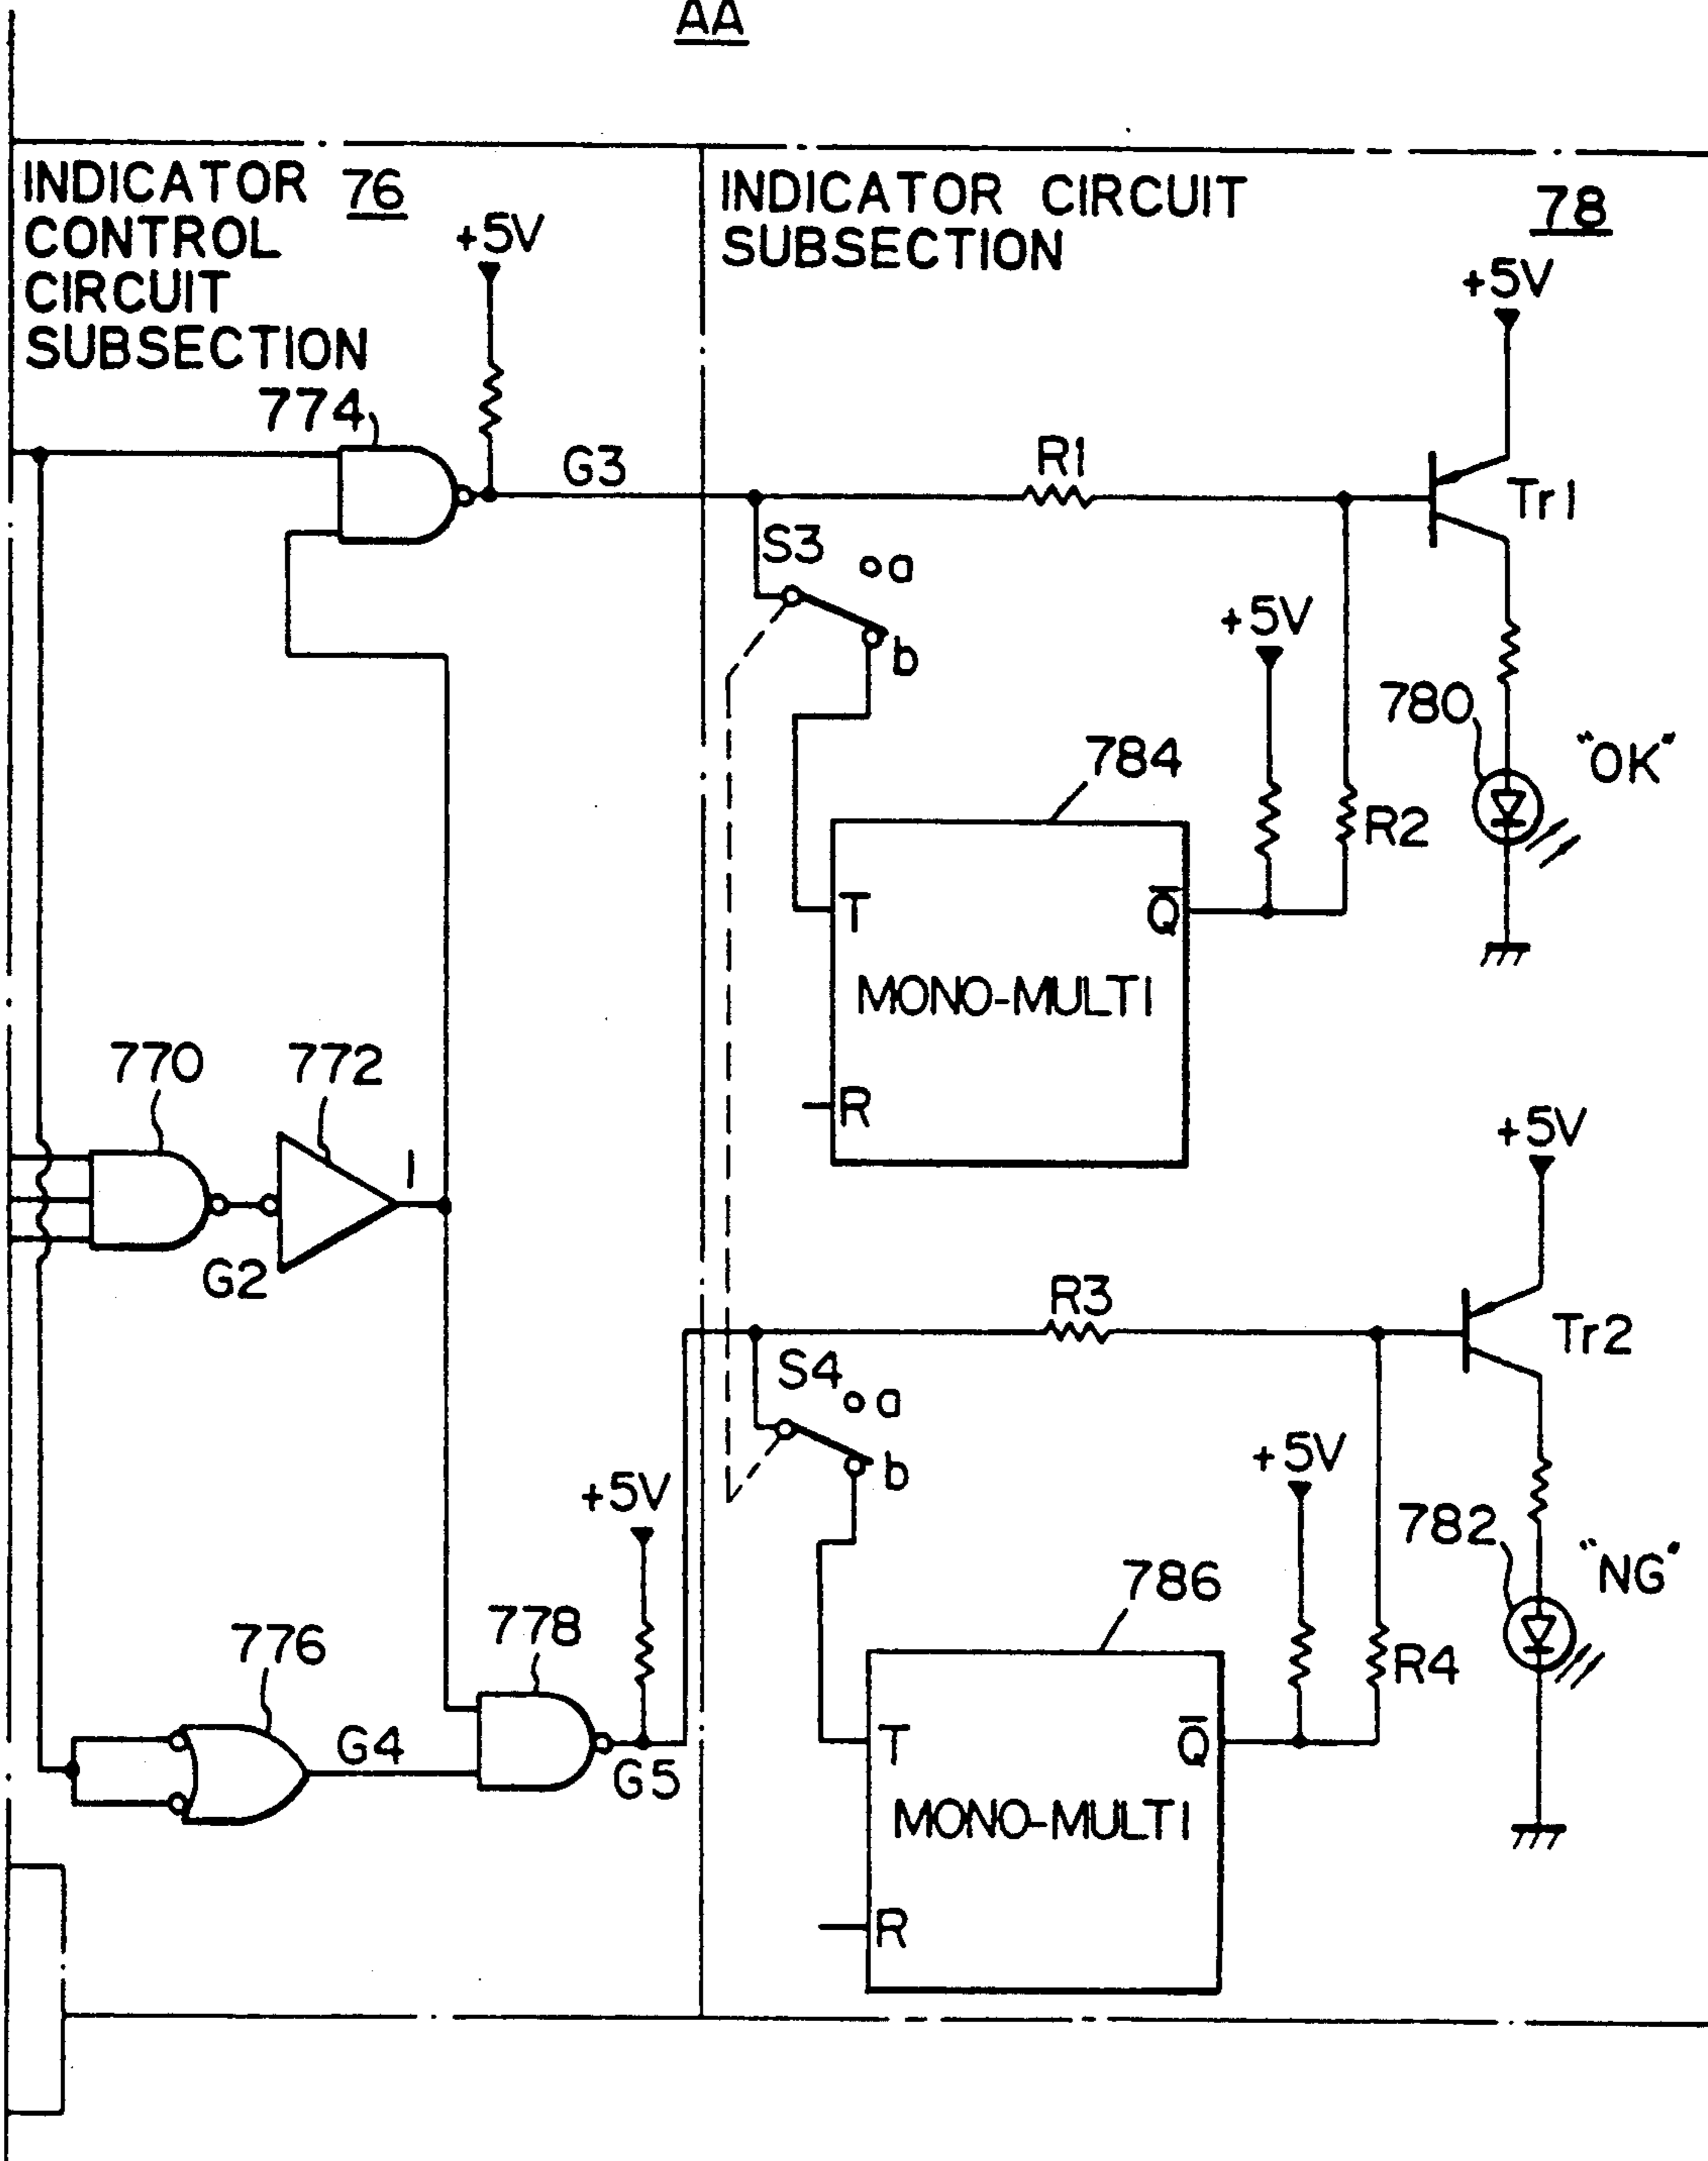 AA
INDICATOR 76
CONTROL
CIRCUIT
SUBSECTION
+5V
INDICATOR CIRCUIT
SUBSECTION
78
+5V
774
G3
R1
Tr1
S3
a
b
+5V
780
"OK"
784
R2
T
Q̅
MONO-MULTI
R
770
772
I
G2
+5V
R3
Tr2
S4
a
b
+5V
+5V
782
"NG"
786
776
778
R4
G4
G5
T
Q̅
MONO-MULTI
R